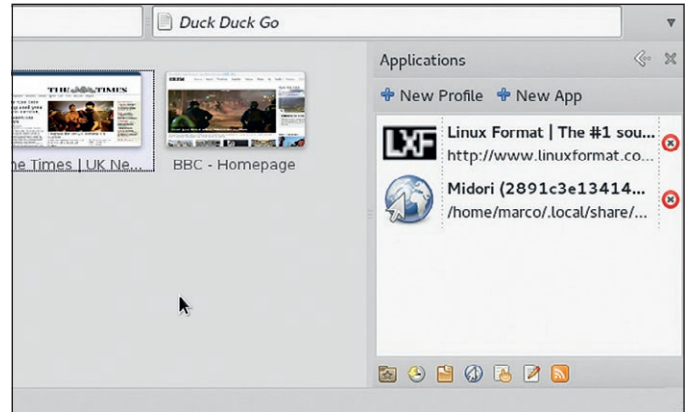 Duck Duck Go
Applications
New Profile New App
THE TIMES
he Times | UK Ne...
BBC - Homepage
LXF
Linux Format | The #1 sou...
http://www.linuxformat.co...
Midori (2891c3e13414...
/home/marco/.local/share/...